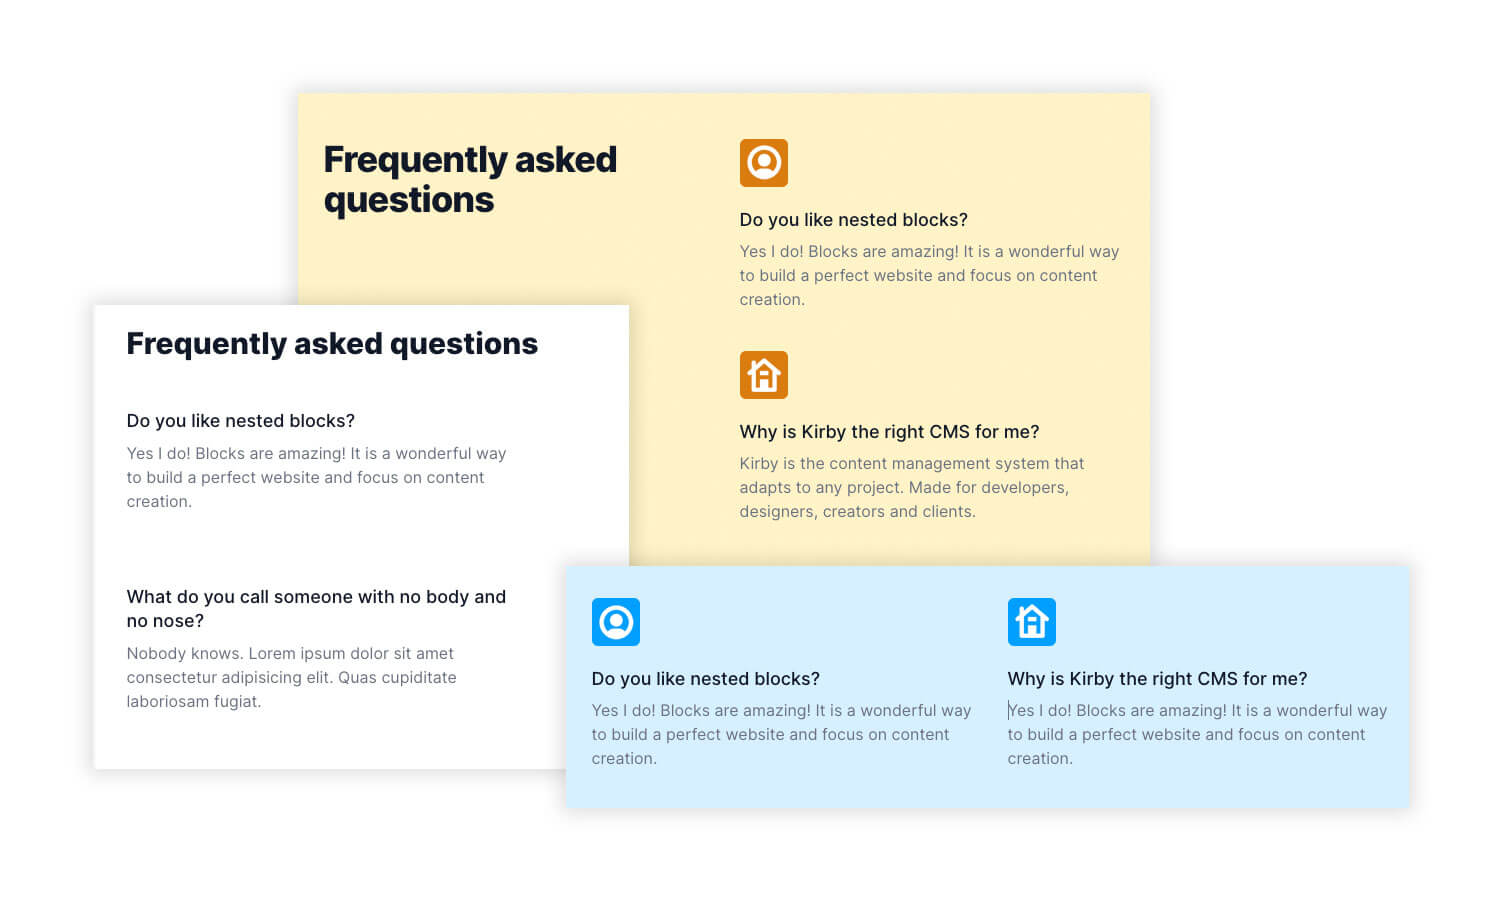 Frequently asked
questions
Do you like nested blocks?
Yes I do! Blocks are amazing! It is a wonderful way
to build a perfect website and focus on content
creation.
Why is Kirby the right CMS for me?
Kirby is the content management system that
adapts to any project. Made for developers,
designers, creators and clients.
Frequently asked questions
Do you like nested blocks?
Yes I do! Blocks are amazing! It is a wonderful way
to build a perfect website and focus on content
creation.
What do you call someone with no body and
no nose?
Nobody knows. Lorem ipsum dolor sit amet
consectetur adipisicing elit. Quas cupiditate
laboriosam fugiat.
Do you like nested blocks?
Yes I do! Blocks are amazing! It is a wonderful way
to build a perfect website and focus on content
creation.
Why is Kirby the right CMS for me?
Yes I do! Blocks are amazing! It is a wonderful way
to build a perfect website and focus on content
creation.